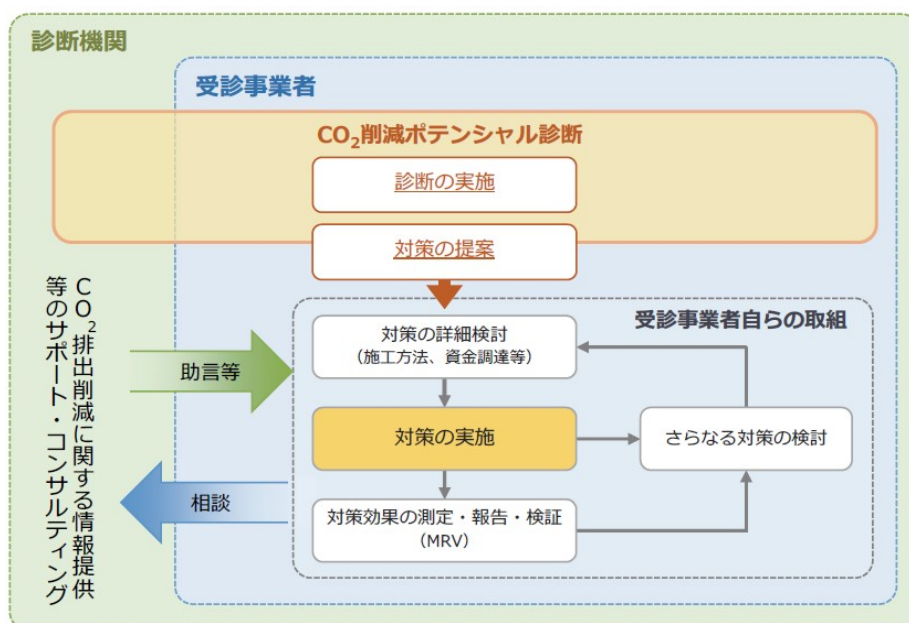 診断機関
受診事業者
CO₂削減ポテンシャル診断
診断の実施
対策の提案
受診事業者自らの取組
対策の詳細検討
（施工方法、資金調達等）
対策の実施
さらなる対策の検討
対策効果の測定・報告・検証
（MRV）
助言等
相談
CO₂排出削減に関する情報提供
等のサポート・コンサルティング